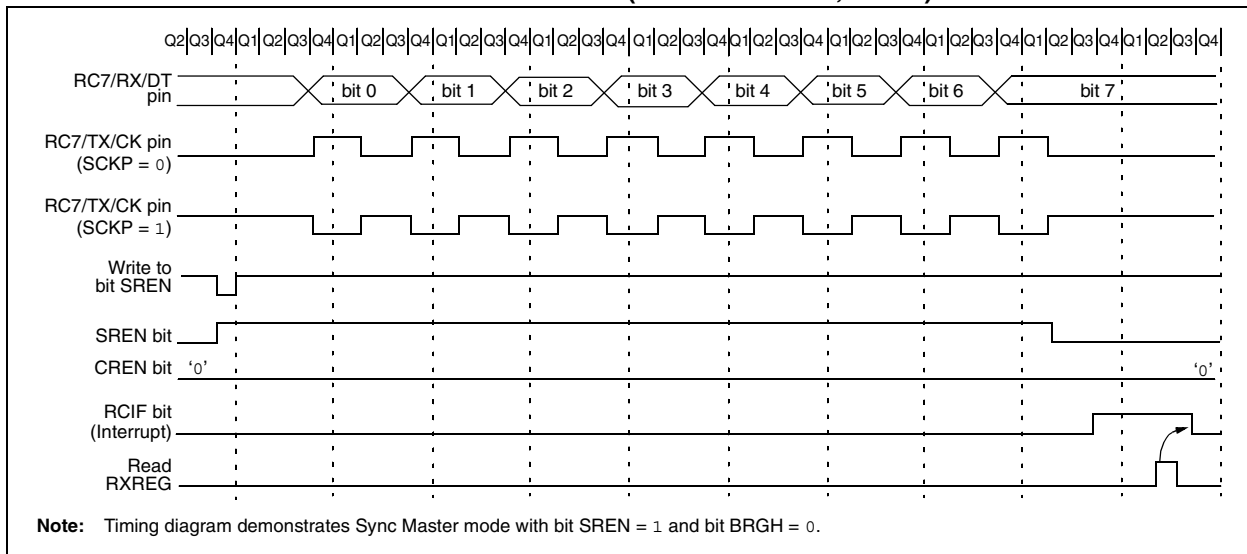 Q2 Q3 Q4 Q1 Q2 Q3 Q4 Q1 Q2 Q3 Q4 Q1 Q2 Q3 Q4 Q1 Q2 Q3 Q4 Q1 Q2 Q3 Q4 Q1 Q2 Q3 Q4 Q1 Q2 Q3 Q4 Q1 Q2 Q3 Q4 Q1 Q2 Q3 Q4 Q1 Q2 Q3 Q4
RC7/RX/DT
pin
bit 0 bit 1 bit 2 bit 3 bit 4 bit 5 bit 6 bit 7
RC7/TX/CK pin
(SCKP = 0)
RC7/TX/CK pin
(SCKP = 1)
Write to
bit SREN
SREN bit
CREN bit ‘0’ ‘0’
RCIF bit
(Interrupt)
Read
RXREG
Note: Timing diagram demonstrates Sync Master mode with bit SREN = 1 and bit BRGH = 0.